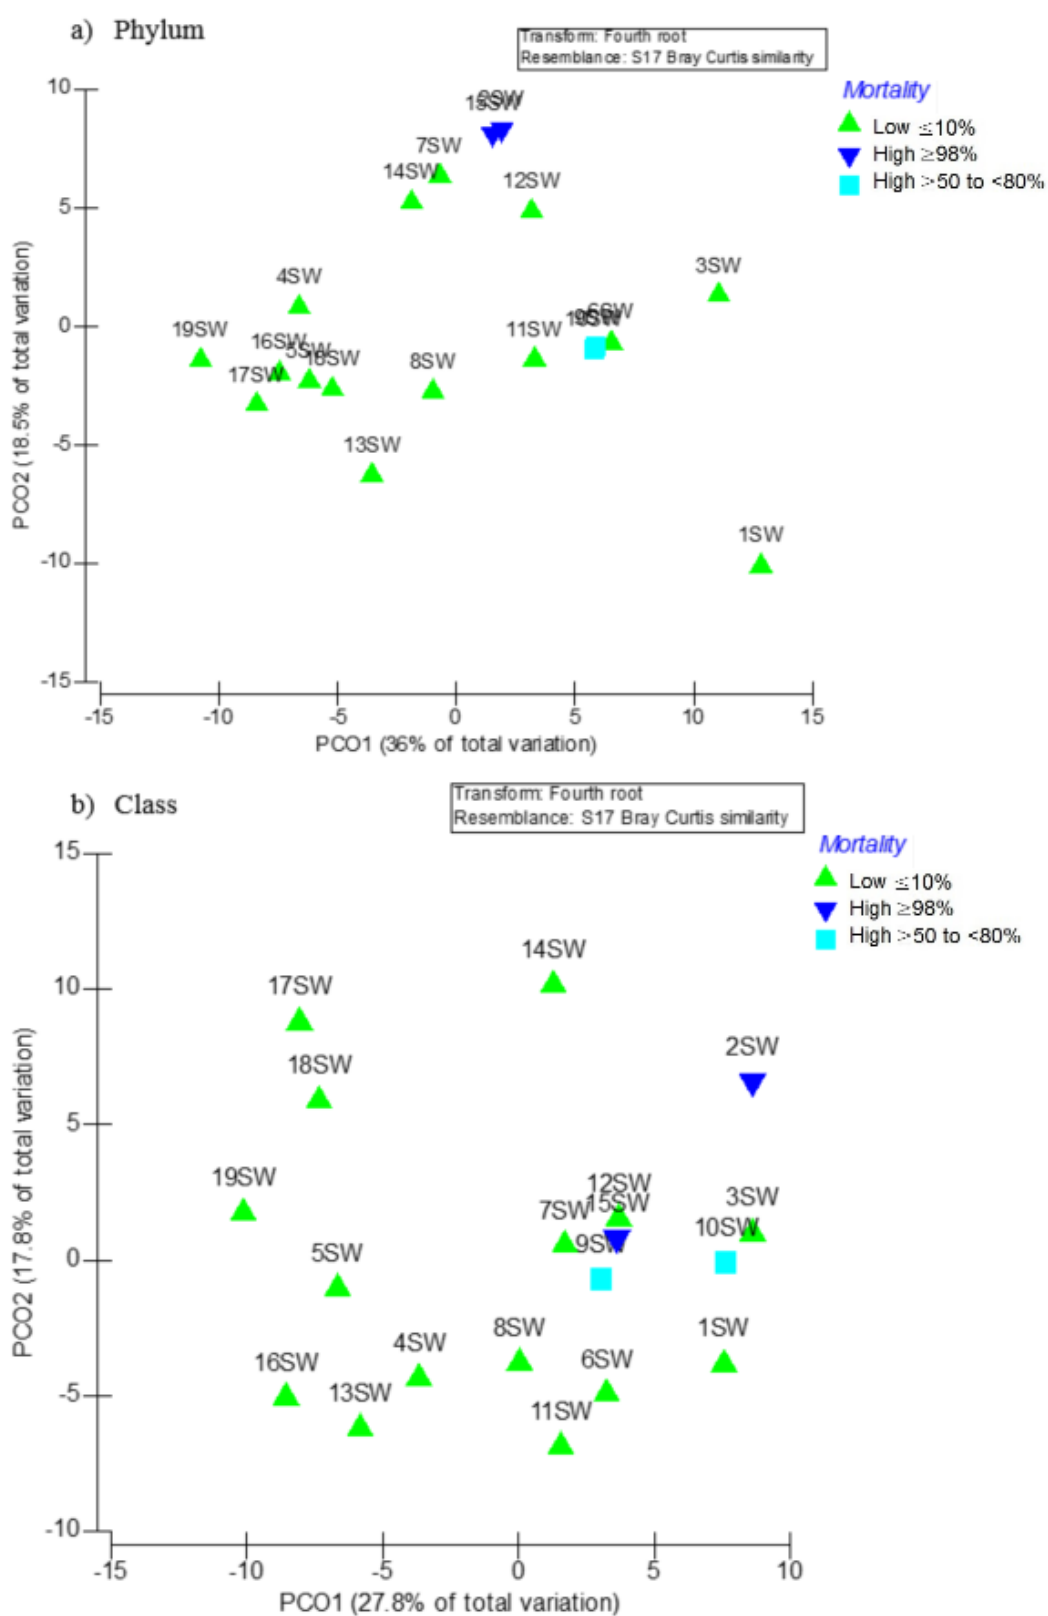 a) Phylum
Transform: Fourth root
Resemblance: S17 Bray Curtis similarity
Mortality
Low ≤10%
High ≥98%
High >50 to <80%
10
5
0
-5
-10
-15
PCO2 (18.5% of total variation)
15SW
7SW
14SW
12SW
3SW
4SW
6SW
19SW
11SW
16SW
5SW
18SW
17SW
8SW
13SW
1SW
-15
-10
-5
0
5
10
15
PCO1 (36% of total variation)
b) Class
Transform: Fourth root
Resemblance: S17 Bray Curtis similarity
Mortality
Low ≤10%
High ≥98%
High >50 to <80%
15
10
5
0
-5
-10
PCO2 (17.8% of total variation)
14SW
17SW
2SW
18SW
19SW
12SW
15SW
3SW
7SW
10SW
9SW
5SW
8SW
1SW
4SW
6SW
16SW
13SW
11SW
-15
-10
-5
0
5
10
PCO1 (27.8% of total variation)